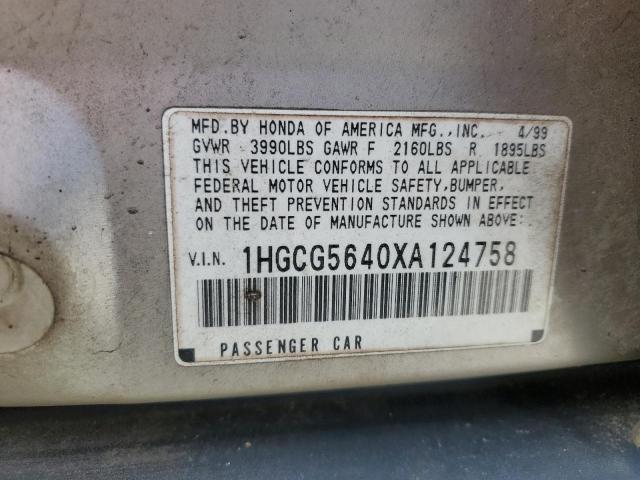 MFD.BY HONDA OF AMERICA MFG.,INC. 4/99
GVWR 3990LBS GAWR F 2160LBS R 1895LBS
THIS VEHICLE CONFORMS TO ALL APPLICABLE
FEDERAL MOTOR VEHICLE SAFETY,BUMPER,
AND THEFT PREVENTION STANDARDS IN EFFECT
ON THE DATE OF MANUFACTURE SHOWN ABOVE:
V.I.N. 1HGCG5640XA124758
PASSENGER CAR